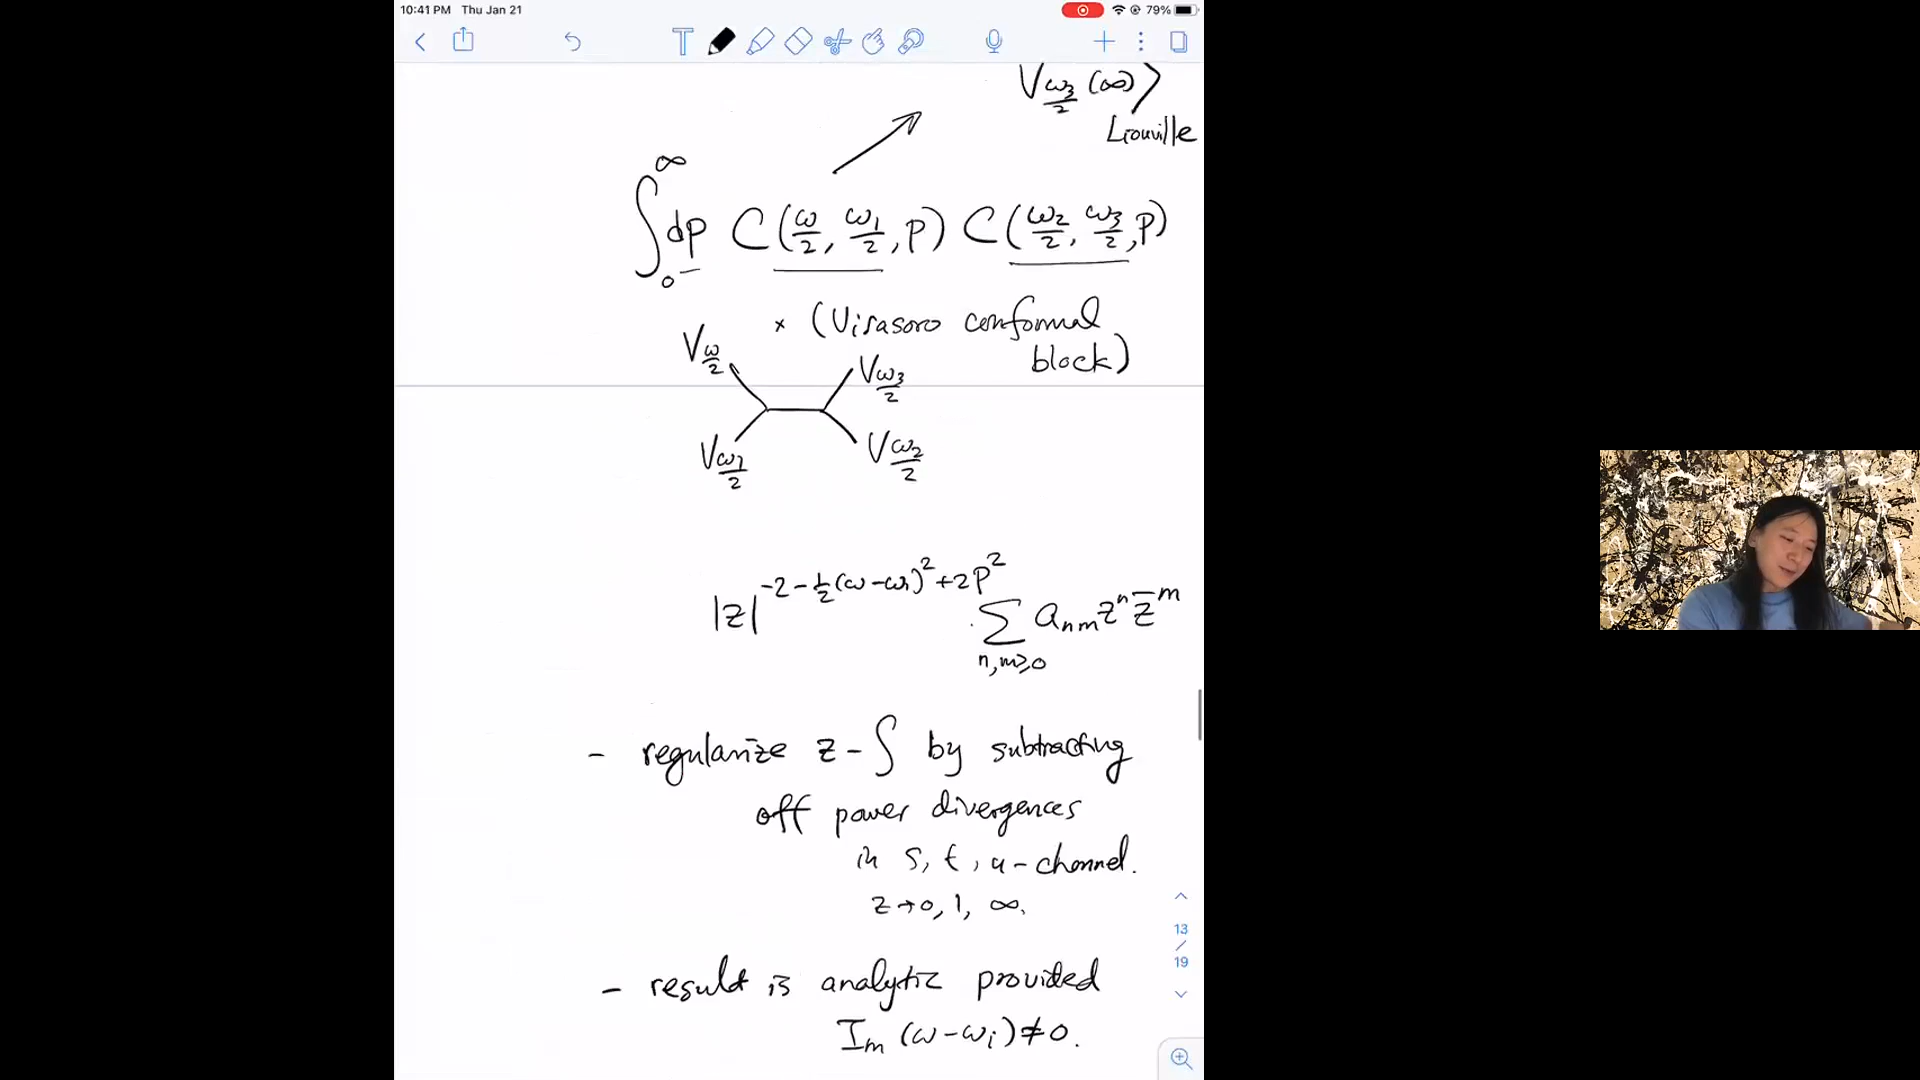 10:41 PM Thu Jan 21
79%
V_{ω₃/2} (∞)⟩
Liouville
∫₀^∞ dp C(ω/2, ω₁/2, p) C(ω₂/2, ω₃/2, p)
× (Virasoro conformal
block)
V_{ω/2}
V_{ω₃/2}
V_{ω₁/2}
V_{ω₂/2}
|z|^{-2-½(ω-ω₁)²+2p²} Σ_{n,m≥0} a_{nm} z^n z̄^m
- regularize z-∫ by subtracting
off power divergences
in s, t, u-channel.
z→0, 1, ∞.
- result is analytic provided
Im (ω-ω_i)≠0.
13
/
19